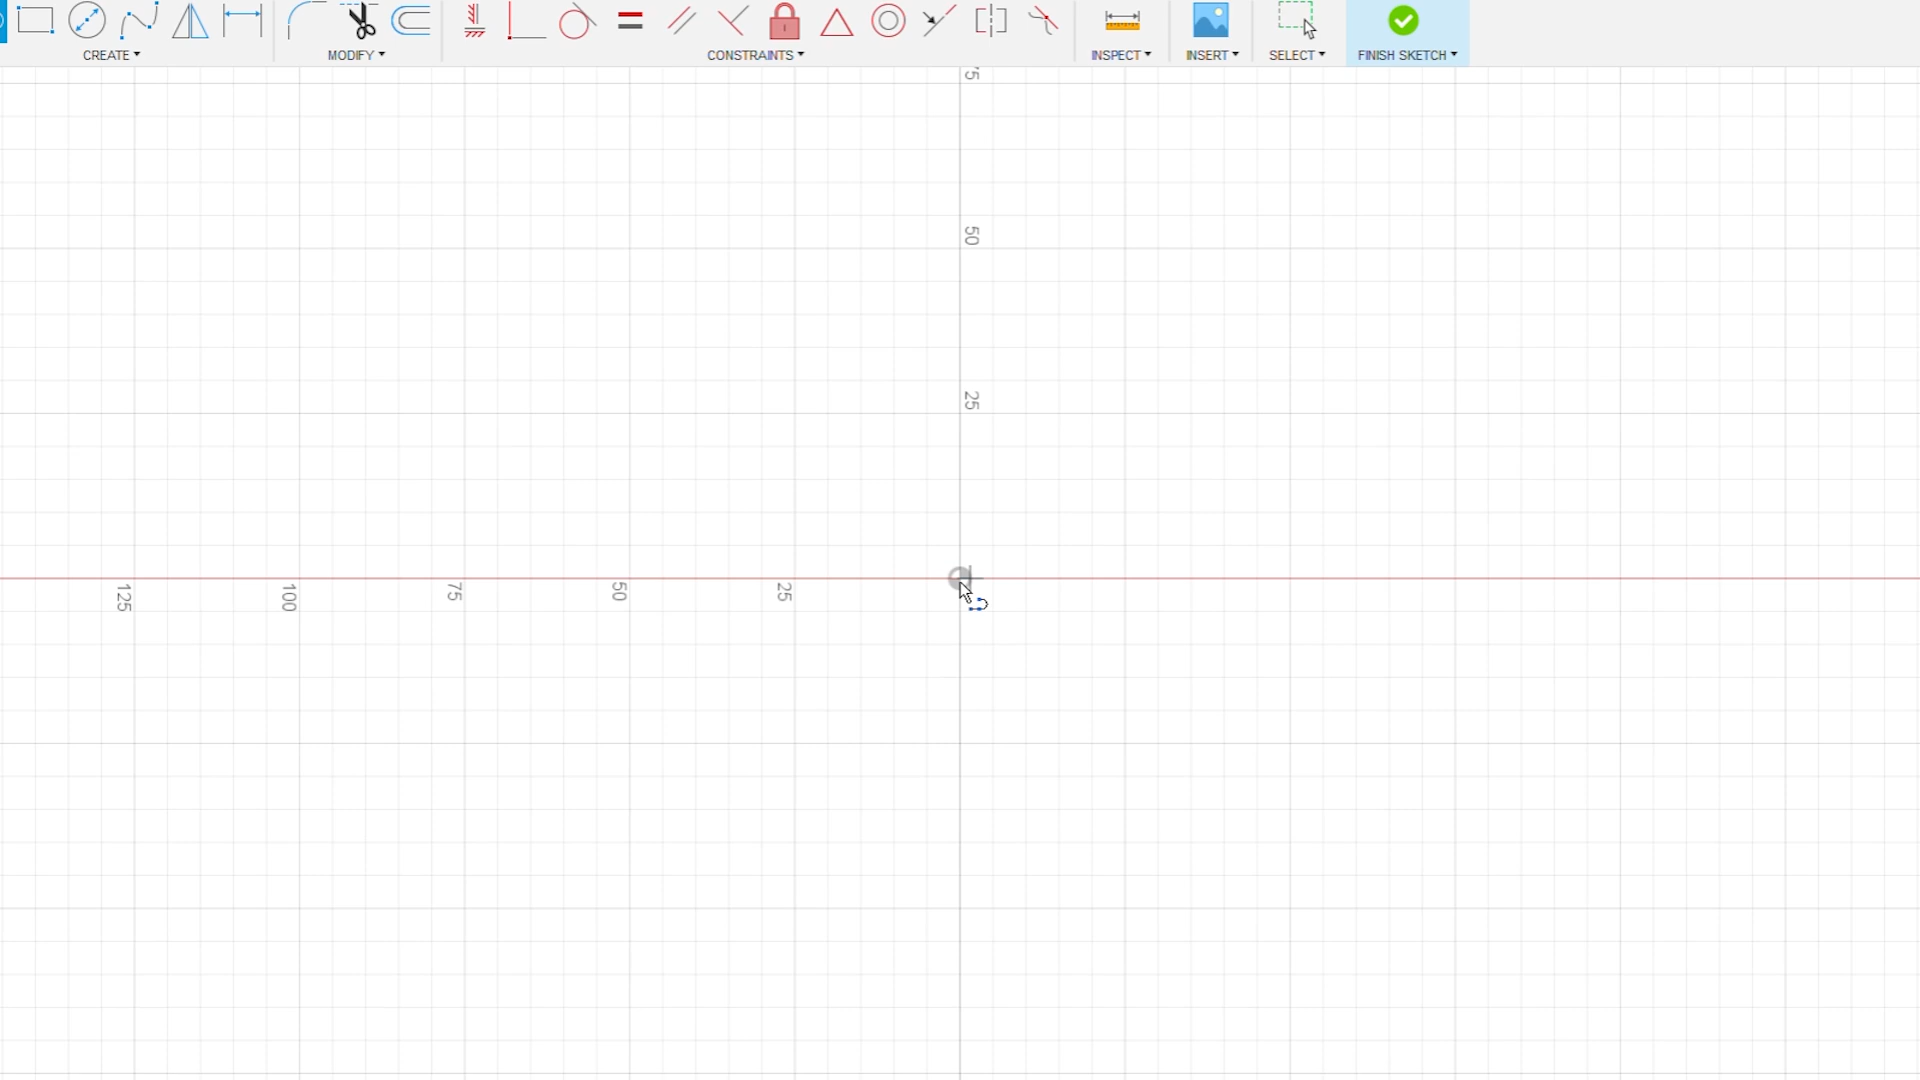 CREATE MODIFY CONSTRAINTS INSPECT INSERT SELECT FINISH SKETCH
50
25
125 100 75 50 25